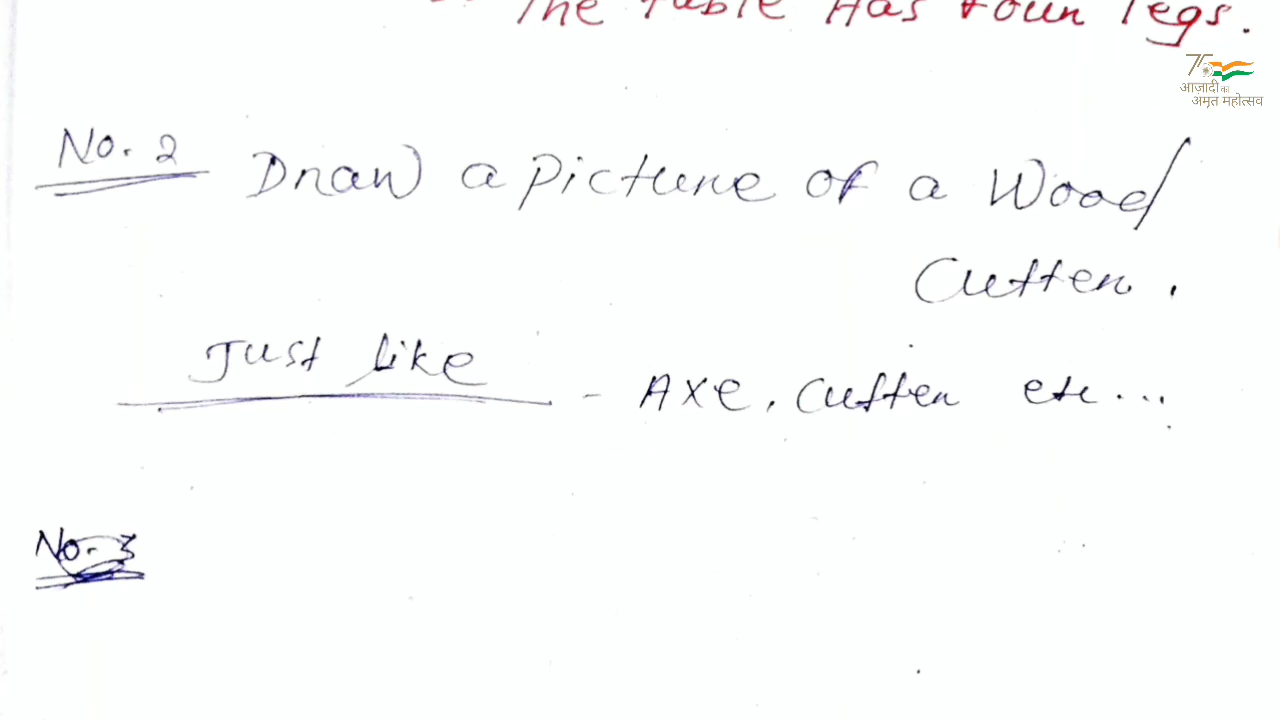 The table has four legs.
75
आज़ादी का
अमृत महोत्सव
No. 2 Draw a picture of a Wood
Cutter.
Just like - Axe, Cutter etc...
No. 3